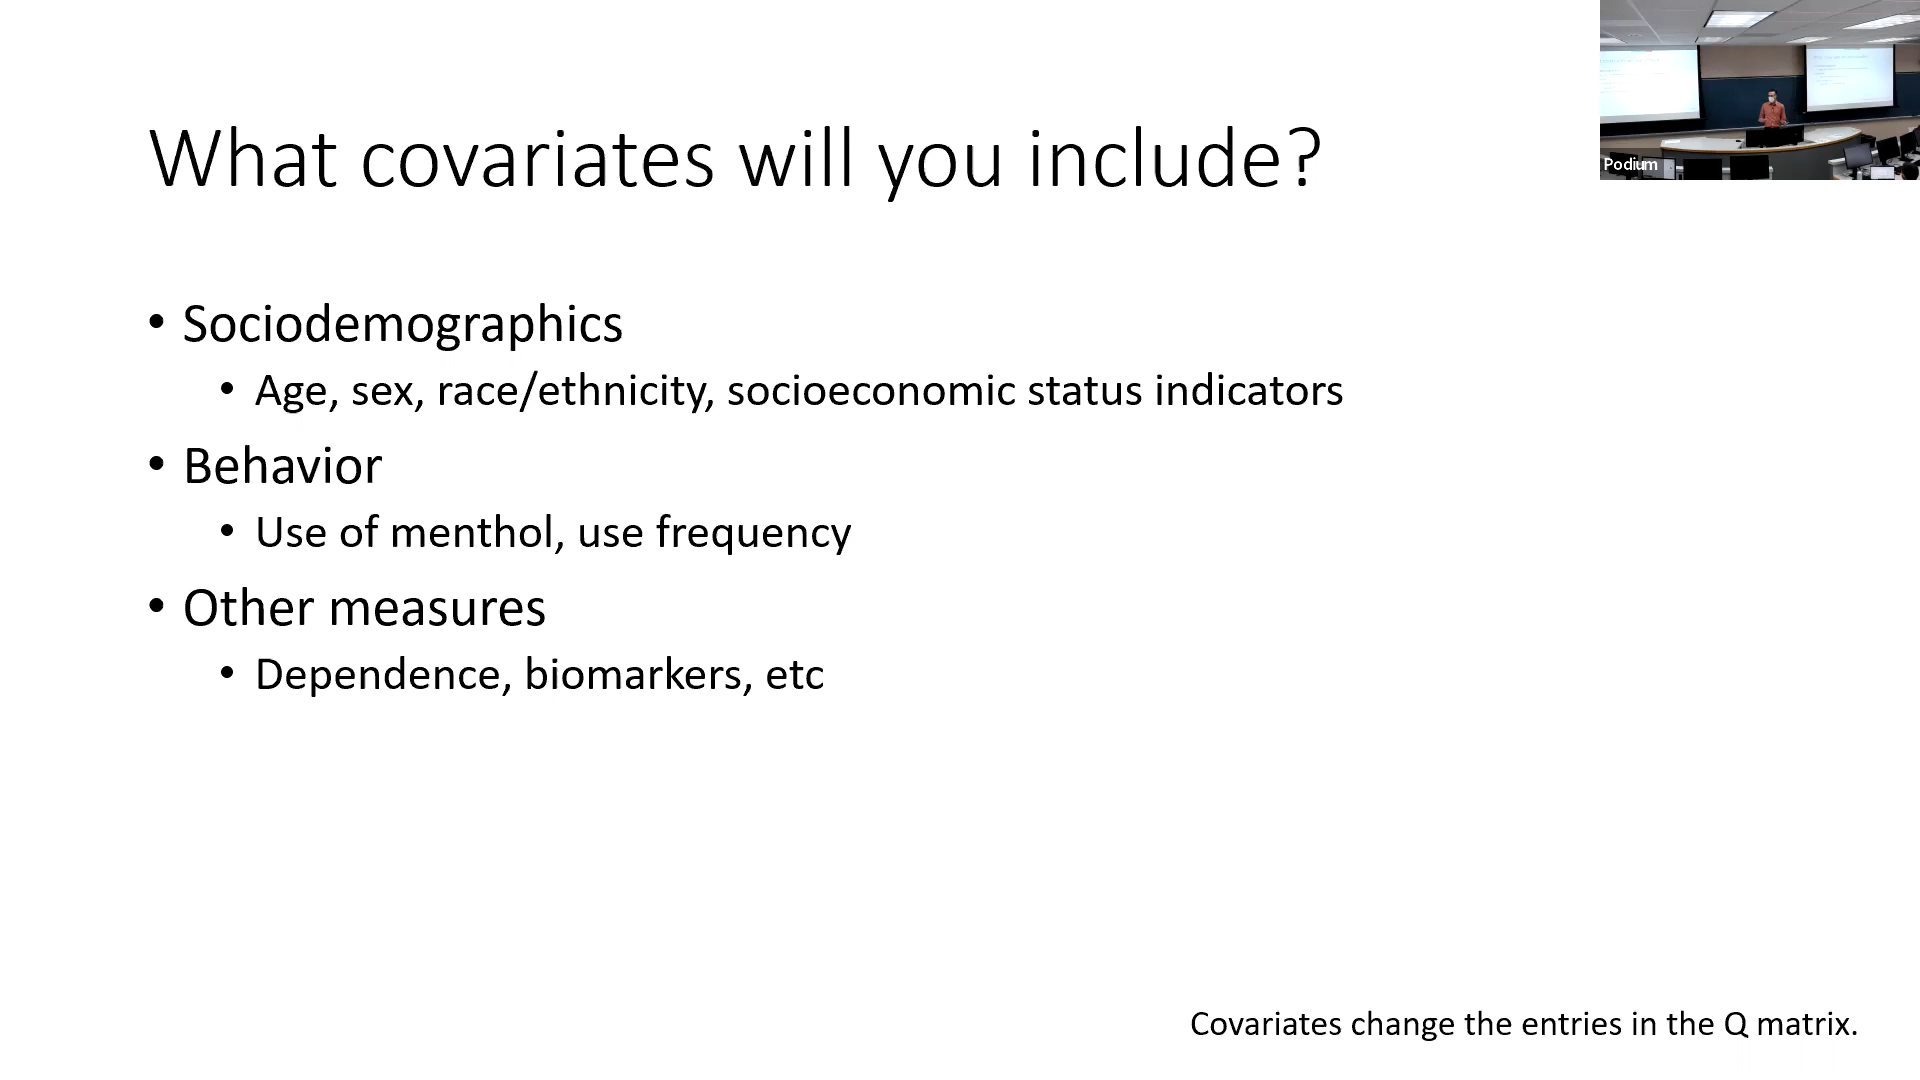 What covariates will you include?
• Sociodemographics
• Age, sex, race/ethnicity, socioeconomic status indicators
• Behavior
• Use of menthol, use frequency
• Other measures
• Dependence, biomarkers, etc
Covariates change the entries in the Q matrix.
Podium